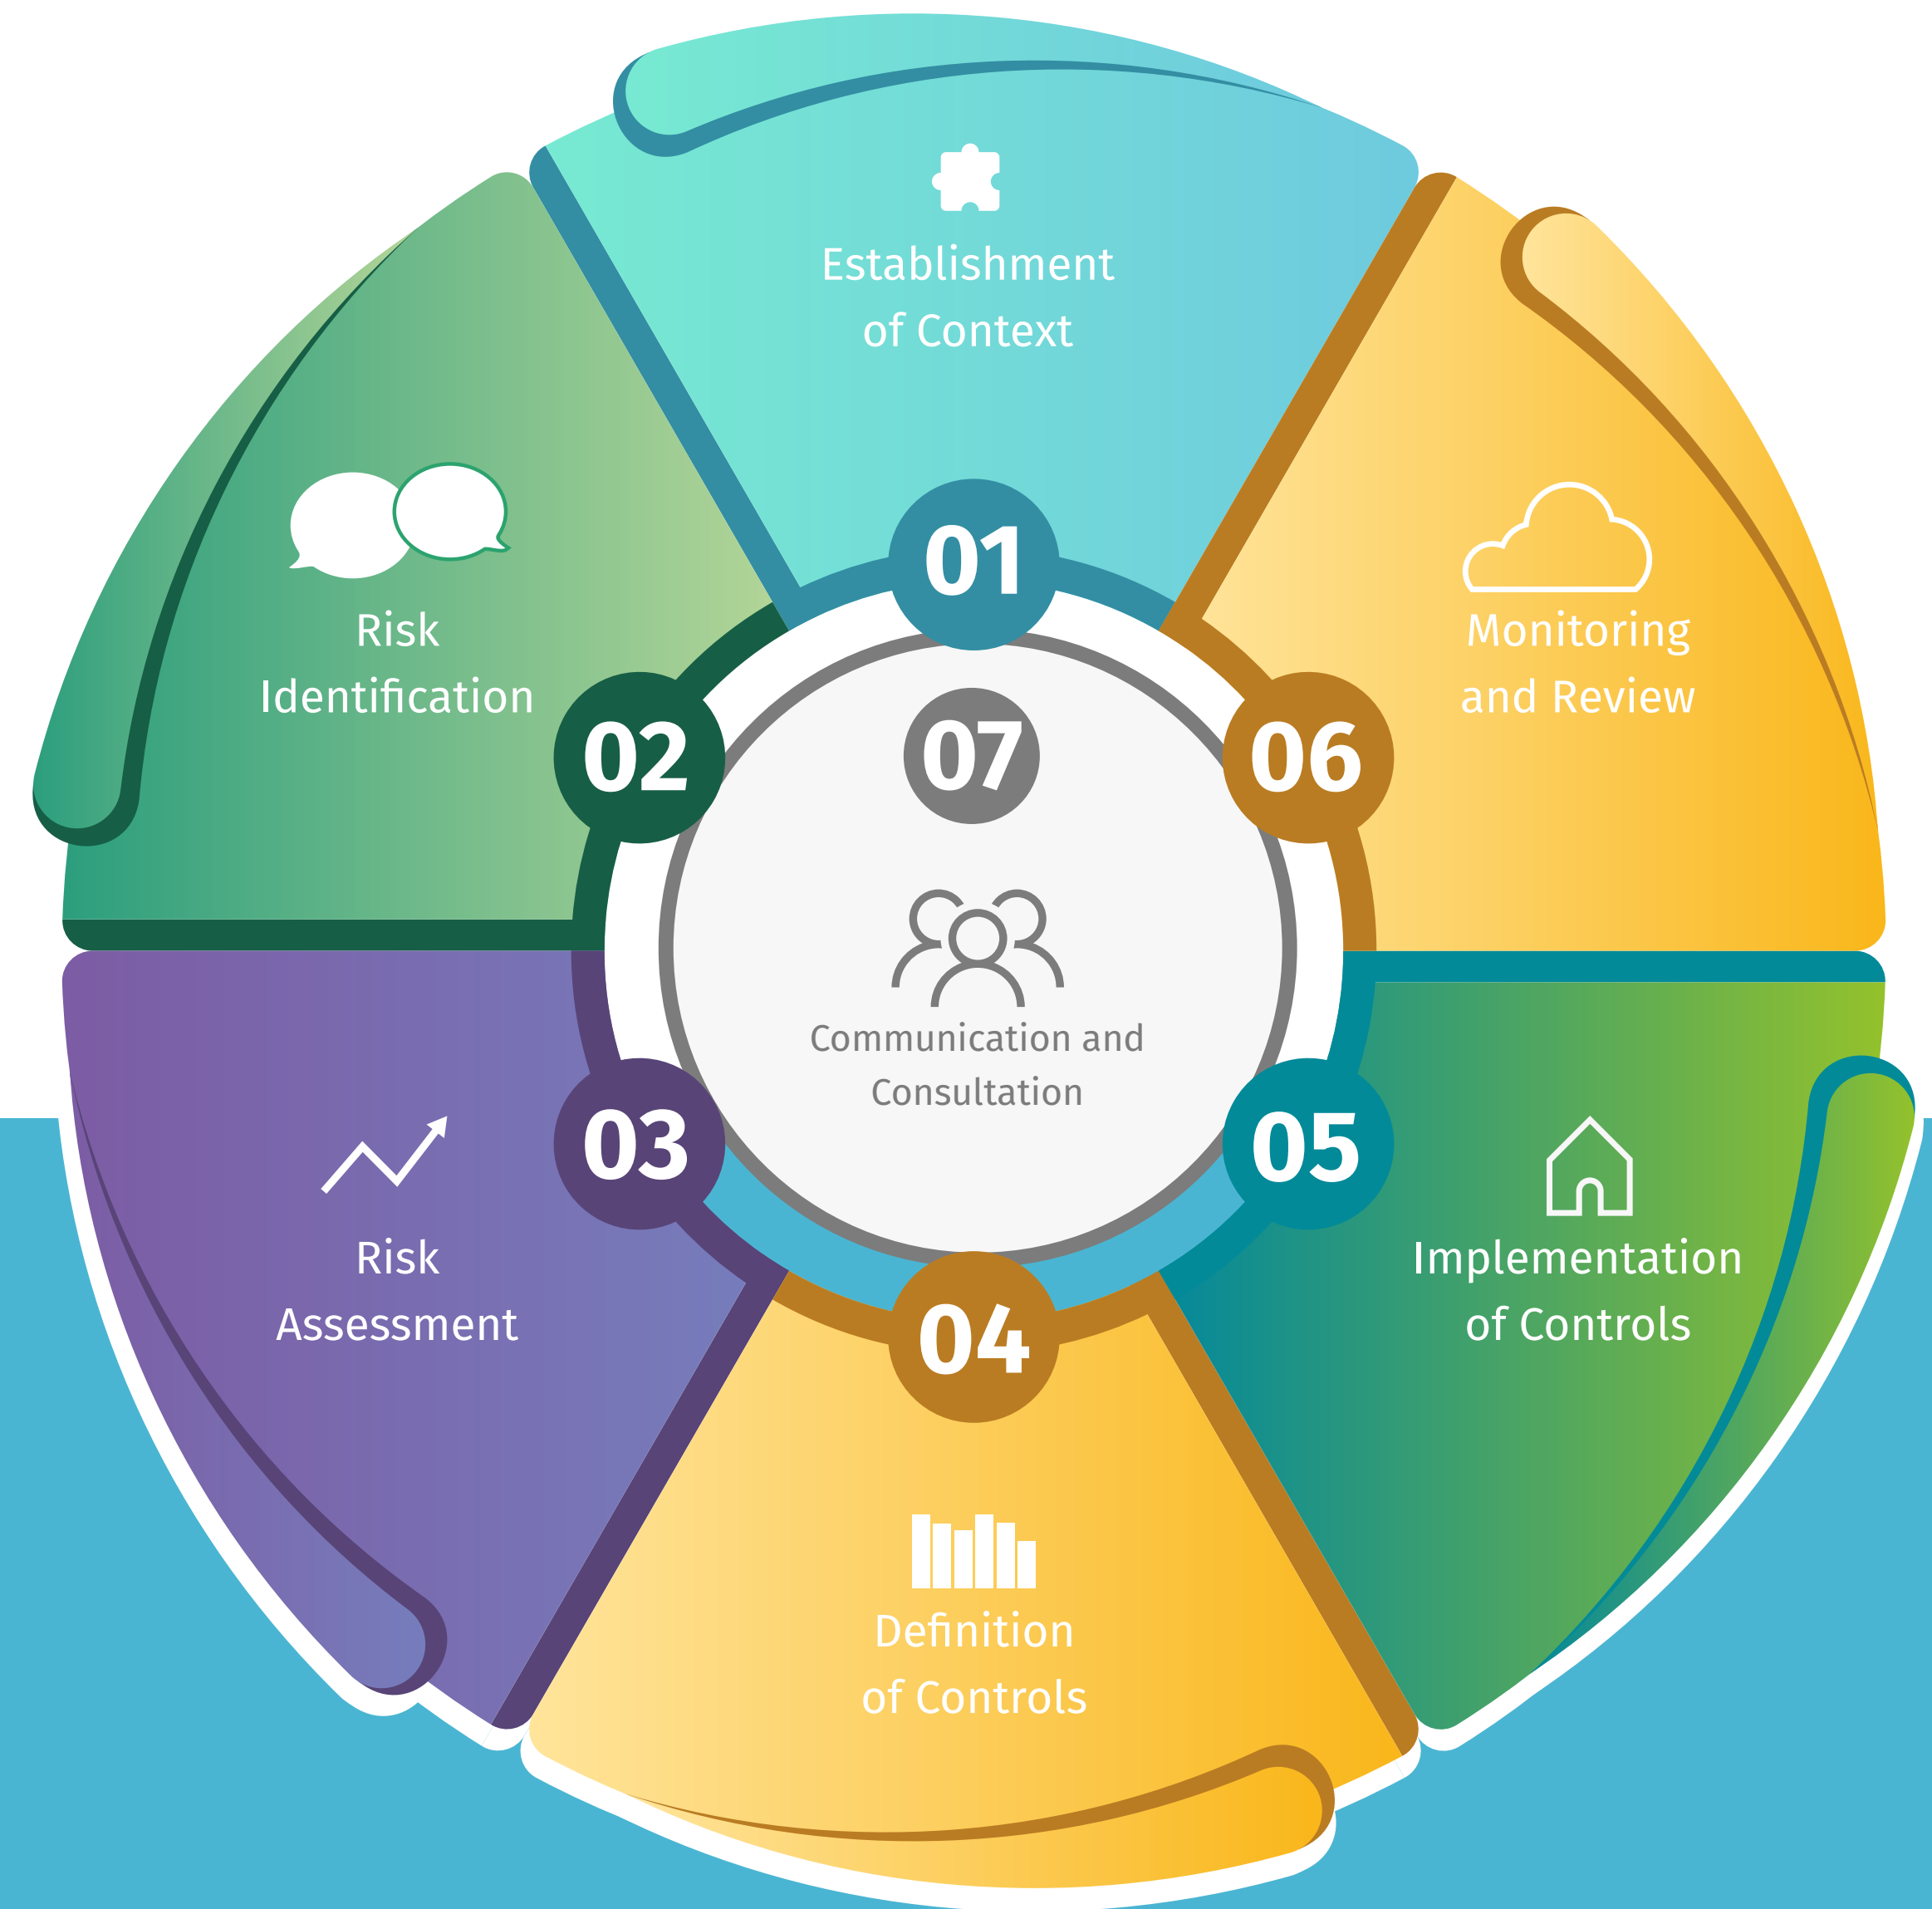 01
Establishment
of Context
02
Risk
Identification
03
Risk
Assessment
04
Definition
of Controls
05
Implementation
of Controls
06
Monitoring
and Review
07
Communication and
Consultation